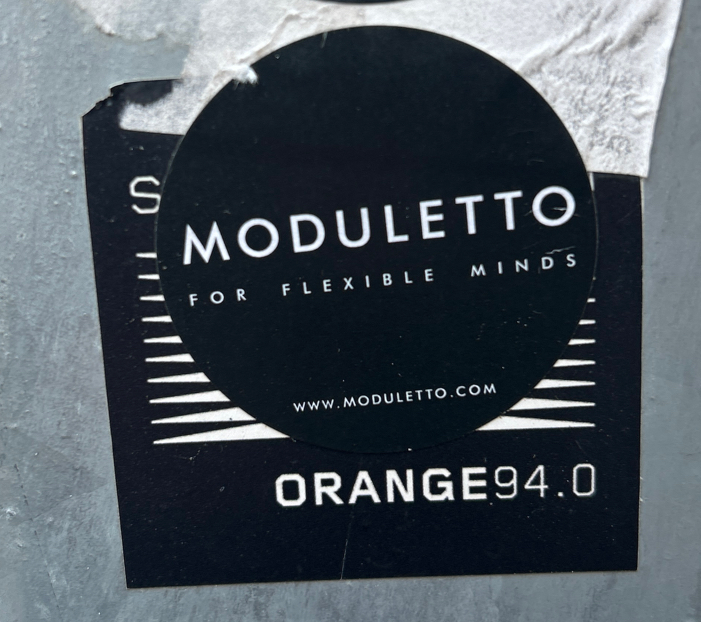 S
MODULETTO
FOR FLEXIBLE MINDS
WWW.MODULETTO.COM
ORANGE94.0